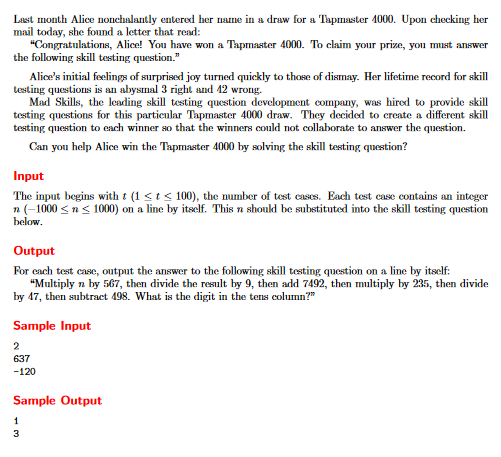 Last month Alice nonchalantly entered her name in a draw for a Tapmaster 4000. Upon checking her
mail today, she found a letter that read:
“Congratulations, Alice! You have won a Tapmaster 4000. To claim your prize, you must answer
the following skill testing question.”
Alice's initial feelings of surprised joy turned quickly to those of dismay. Her lifetime record for skill
testing questions is an abysmal 3 right and 42 wrong.
Mad Skills, the leading skill testing question development company, was hired to provide skill
testing questions for this particular Tapmaster 4000 draw. They decided to create a different skill
testing question to each winner so that the winners could not collaborate to answer the question.
Can you help Alice win the Tapmaster 4000 by solving the skill testing question?
Input
The input begins with t (1 ≤ t ≤ 100), the number of test cases. Each test case contains an integer
n (−1000 ≤ n ≤ 1000) on a line by itself. This n should be substituted into the skill testing question
below.
Output
For each test case, output the answer to the following skill testing question on a line by itself:
“Multiply n by 567, then divide the result by 9, then add 7492, then multiply by 235, then divide
by 47, then subtract 498. What is the digit in the tens column?”
Sample Input
2
637
-120
Sample Output
1
3